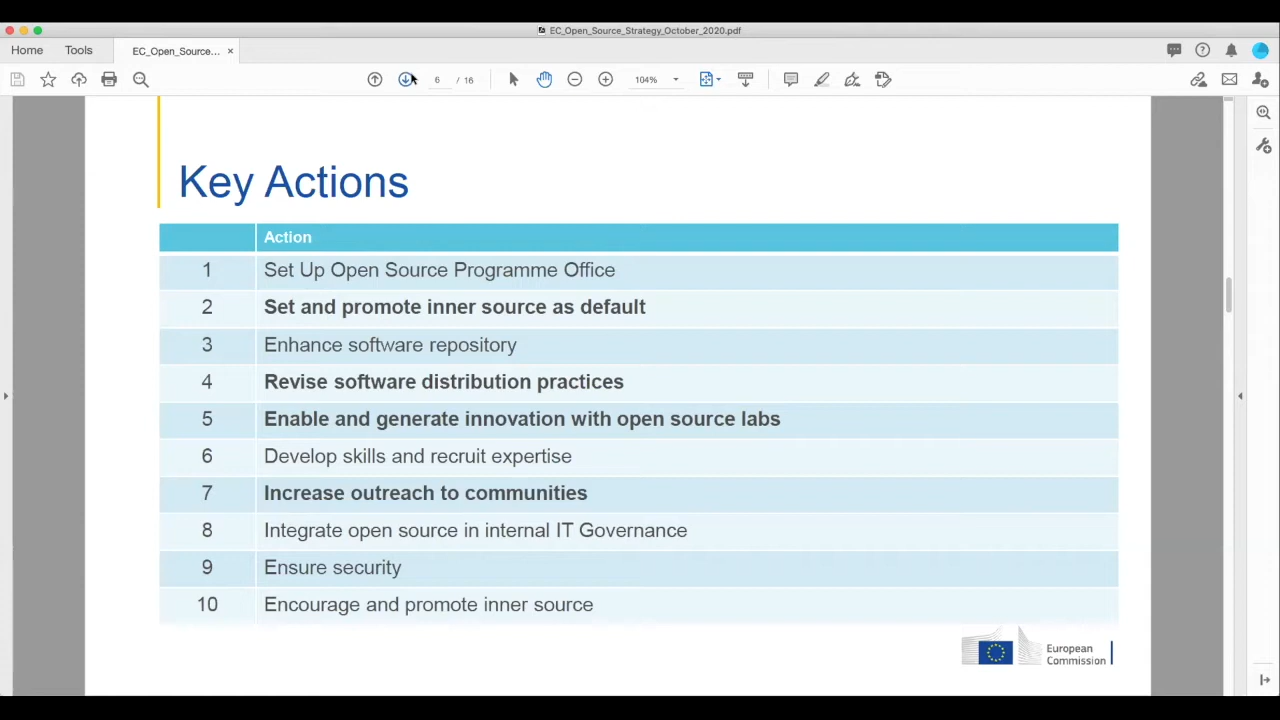 EC_Open_Source_Strategy_October_2020.pdf
Home Tools EC_Open_Source... ×
6 / 16 104%
Key Actions
Action
1 Set Up Open Source Programme Office
2 Set and promote inner source as default
3 Enhance software repository
4 Revise software distribution practices
5 Enable and generate innovation with open source labs
6 Develop skills and recruit expertise
7 Increase outreach to communities
8 Integrate open source in internal IT Governance
9 Ensure security
10 Encourage and promote inner source
European
Commission